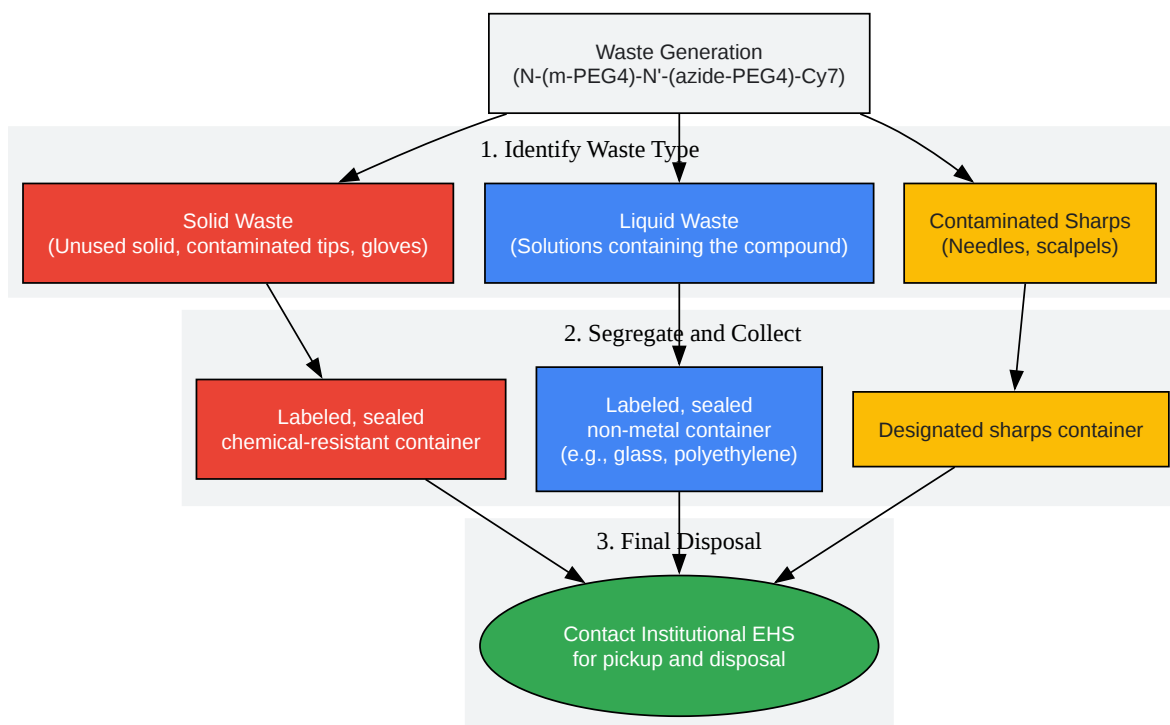 Waste Generation
(N-(m-PEG4)-N'-(azide-PEG4)-Cy7)
1. Identify Waste Type
Solid Waste
(Unused solid, contaminated tips, gloves)
Liquid Waste
(Solutions containing the compound)
Contaminated Sharps
(Needles, scalpels)
2. Segregate and Collect
Labeled, sealed
chemical-resistant container
Labeled, sealed
non-metal container
(e.g., glass, polyethylene)
Designated sharps container
3. Final Disposal
Contact Institutional EHS
for pickup and disposal